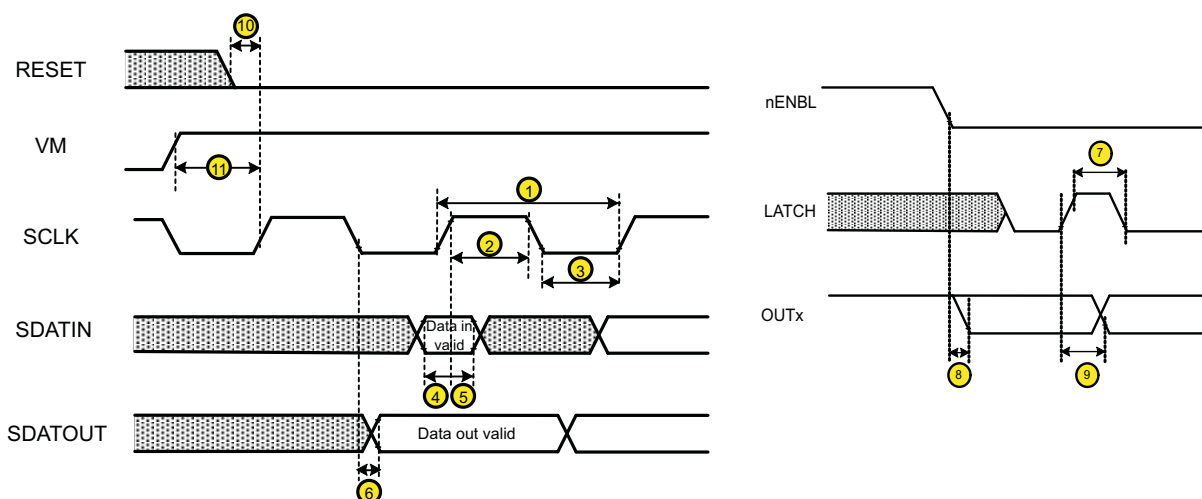 10
RESET
VM
11
1
SCLK
2
3
SDATIN
Data in
valid
4
5
SDATOUT
Data out valid
6
nENBL
7
LATCH
OUTx
8
9